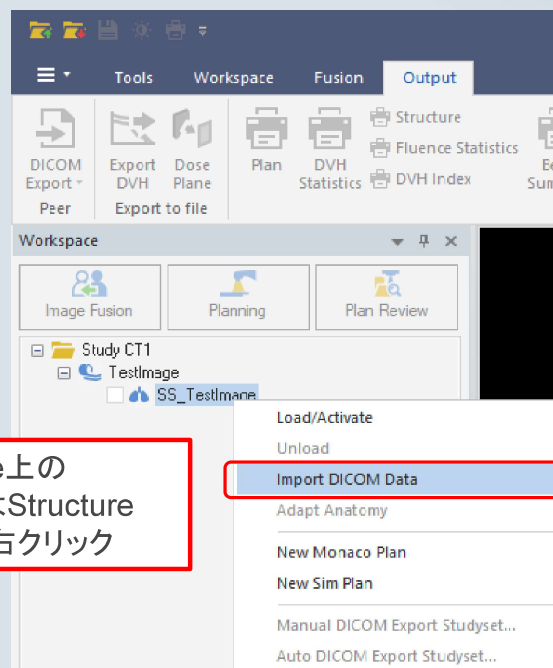 Tools Workspace Fusion Output
DICOM Export
Export DVH
Dose Plane
Plan
DVH Statistics
Structure
Fluence Statistics
DVH Index
Peer
Export to file
Workspace
Image Fusion
Planning
Plan Review
Study CT1
TestImage
SS_TestImage
Load/Activate
Unload
Import DICOM Data
Adapt Anatomy
New Monaco Plan
New Sim Plan
Manual DICOM Export Studyset...
Auto DICOM Export Studyset...
上の
Structure
右クリック